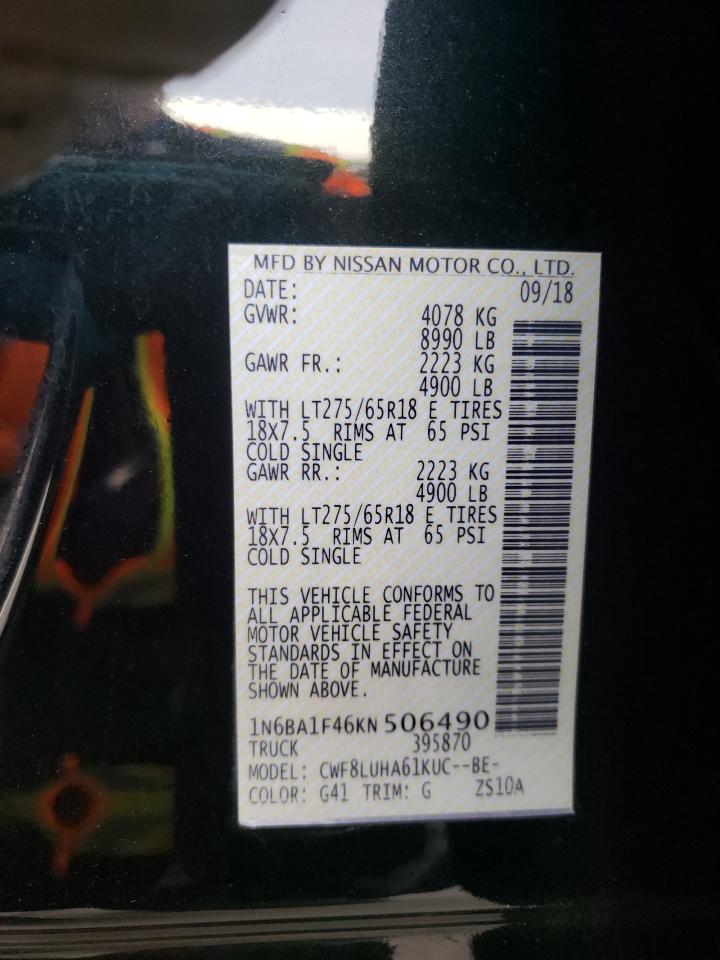 MFD BY NISSAN MOTOR CO., LTD.
DATE: 09/18
GVWR: 4078 KG
8990 LB
GAWR FR.: 2223 KG
4900 LB
WITH LT275/65R18 E TIRES
18X7.5 RIMS AT 65 PSI
COLD SINGLE
GAWR RR.: 2223 KG
4900 LB
WITH LT275/65R18 E TIRES
18X7.5 RIMS AT 65 PSI
COLD SINGLE
THIS VEHICLE CONFORMS TO
ALL APPLICABLE FEDERAL
MOTOR VEHICLE SAFETY
STANDARDS IN EFFECT ON
THE DATE OF MANUFACTURE
SHOWN ABOVE.
1N6BA1F46KN 506490
TRUCK 395870
MODEL: CWF8LUHA61KUC--BE-
COLOR: G41 TRIM: G ZS10A